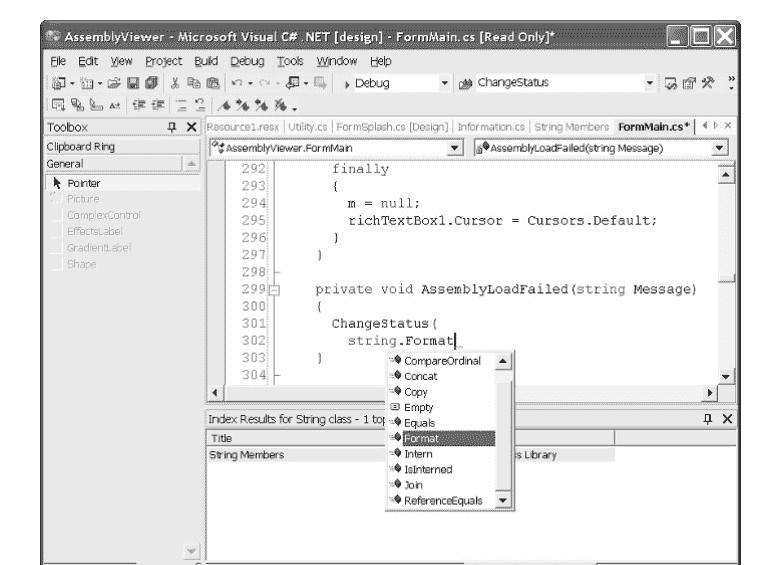 AssemblyViewer - Microsoft Visual C# .NET [design] - FormMain.cs [Read Only]*
File Edit View Project Build Debug Tools Window Help
Debug ChangeStatus
Toolbox
Resource1.resx Utility.cs FormSplash.cs [Design] Information.cs String Members FormMain.cs*
Clipboard Ring
AssemblyViewer.FormMain AssemblyLoadFailed(string Message)
General
Pointer
Picture
ComplexControl
EffectsLabel
GradientLabel
Shape
292 finally
293 {
294 m = null;
295 richTextBox1.Cursor = Cursors.Default;
296 }
297 }
298
299 private void AssemblyLoadFailed(string Message)
300 {
301 ChangeStatus(
302 string.Format
303 }
304
CompareOrdinal
Concat
Copy
Empty
Equals
Format
Intern
IsInterned
Join
ReferenceEquals
Index Results for String class - 1
Title
String Members
Library